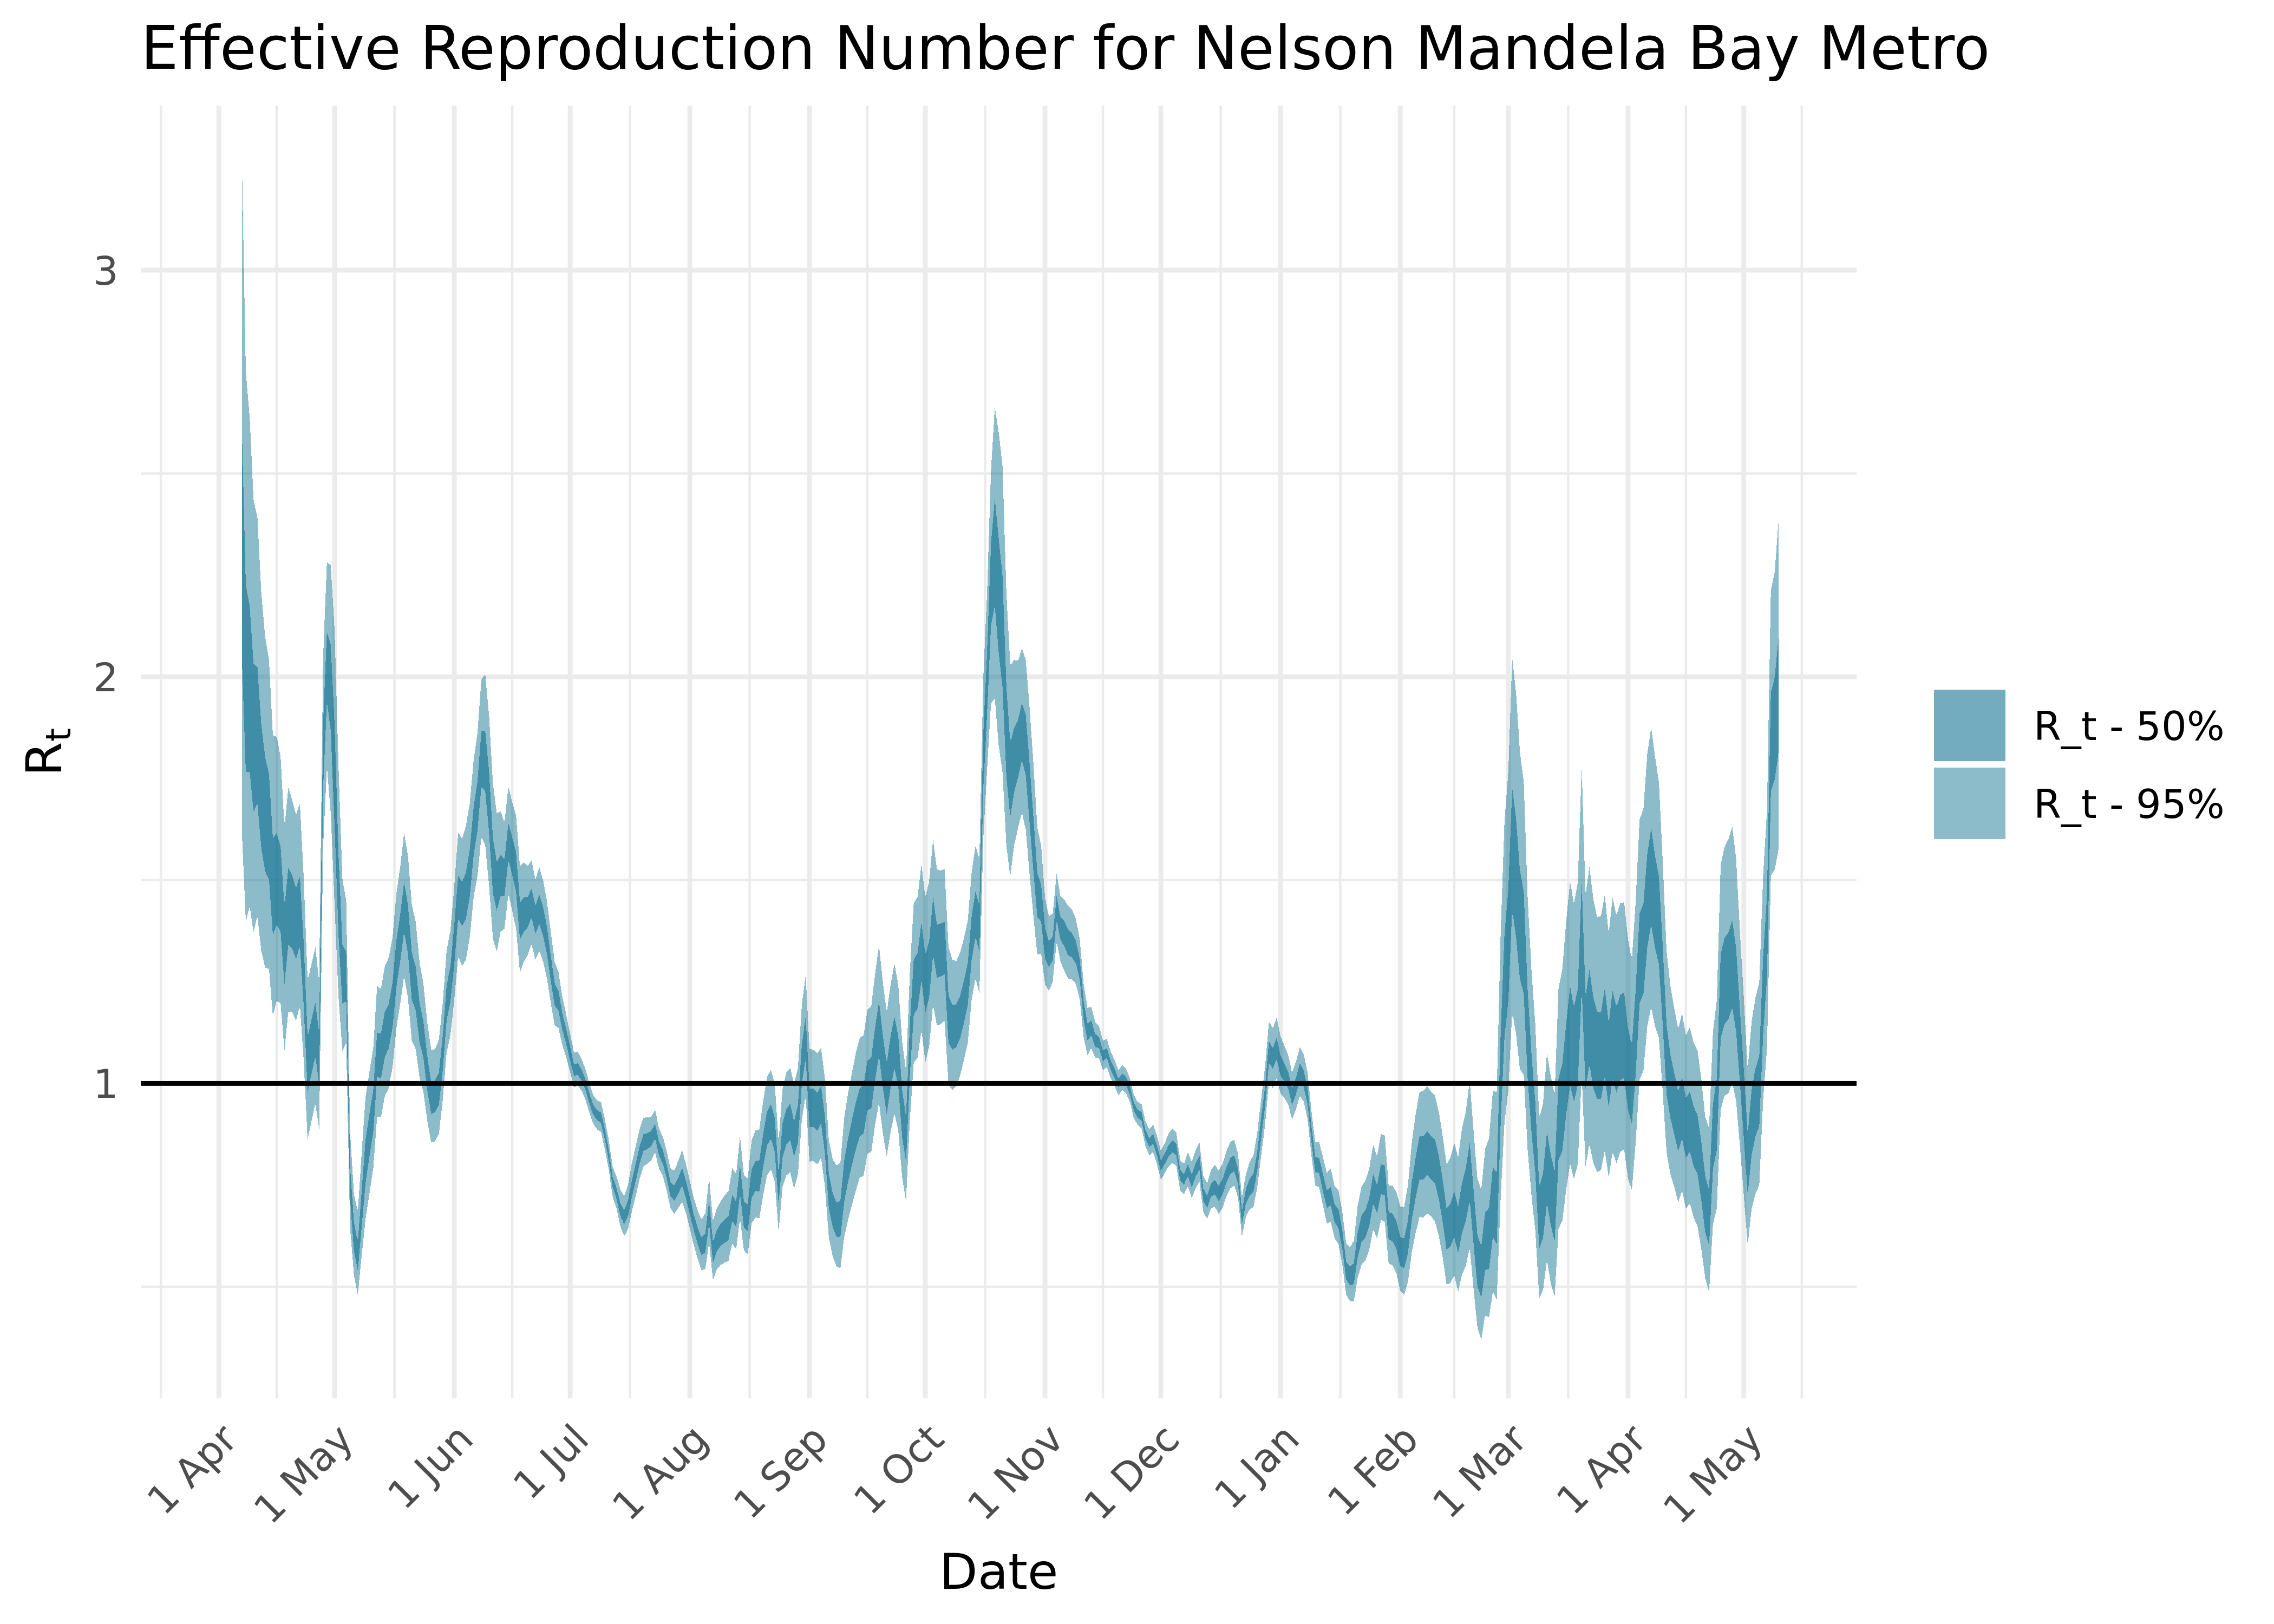 Effective Reproduction Number for Nelson Mandela Bay Metro
3
2
1
Rt
1 Apr
1 May
1 Jun
1 Jul
1 Aug
1 Sep
1 Oct
1 Nov
1 Dec
1 Jan
1 Feb
1 Mar
1 Apr
1 May
Date
R_t - 50%
R_t - 95%